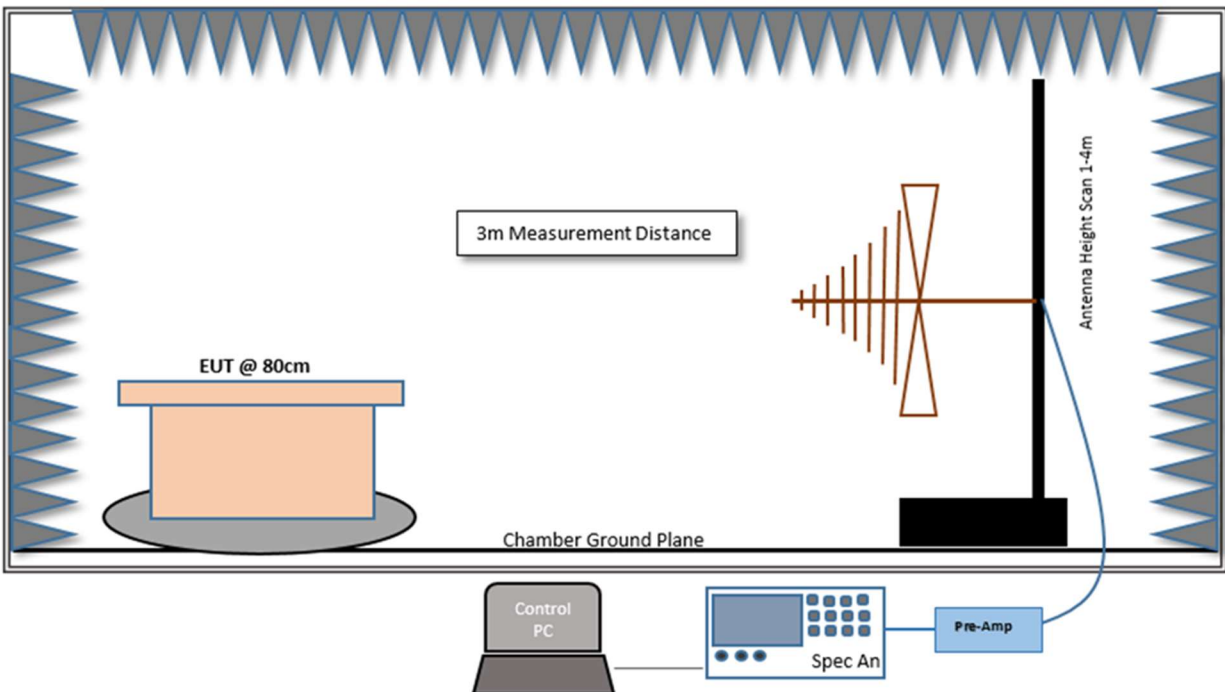 Antenna Height Scan 1-4m
3m Measurement Distance
EUT @ 80cm
Chamber Ground Plane
Control
PC
Spec An
Pre-Amp